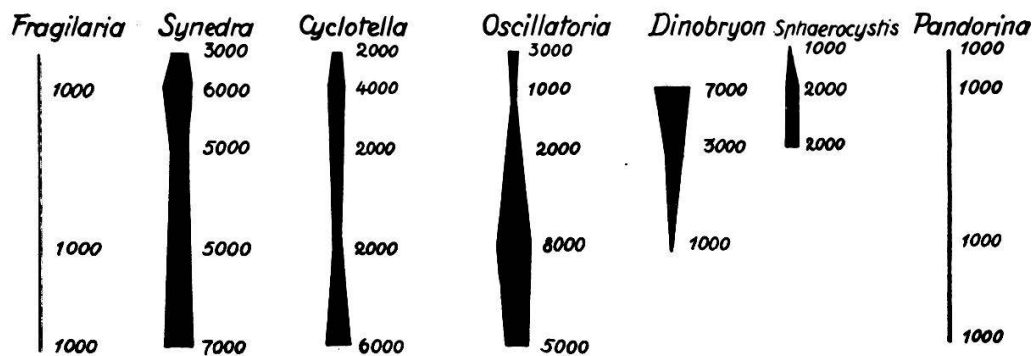 Fragilaria Synedra Cyclotella Oscillatoria Dinobryon Sphaerocystis Pandorina
3000 2000 3000 1000 1000
1000 6000 4000 1000 7000 2000 1000
5000 2000 2000 3000 2000
1000 5000 2000 8000 1000 1000
1000 7000 6000 5000 1000